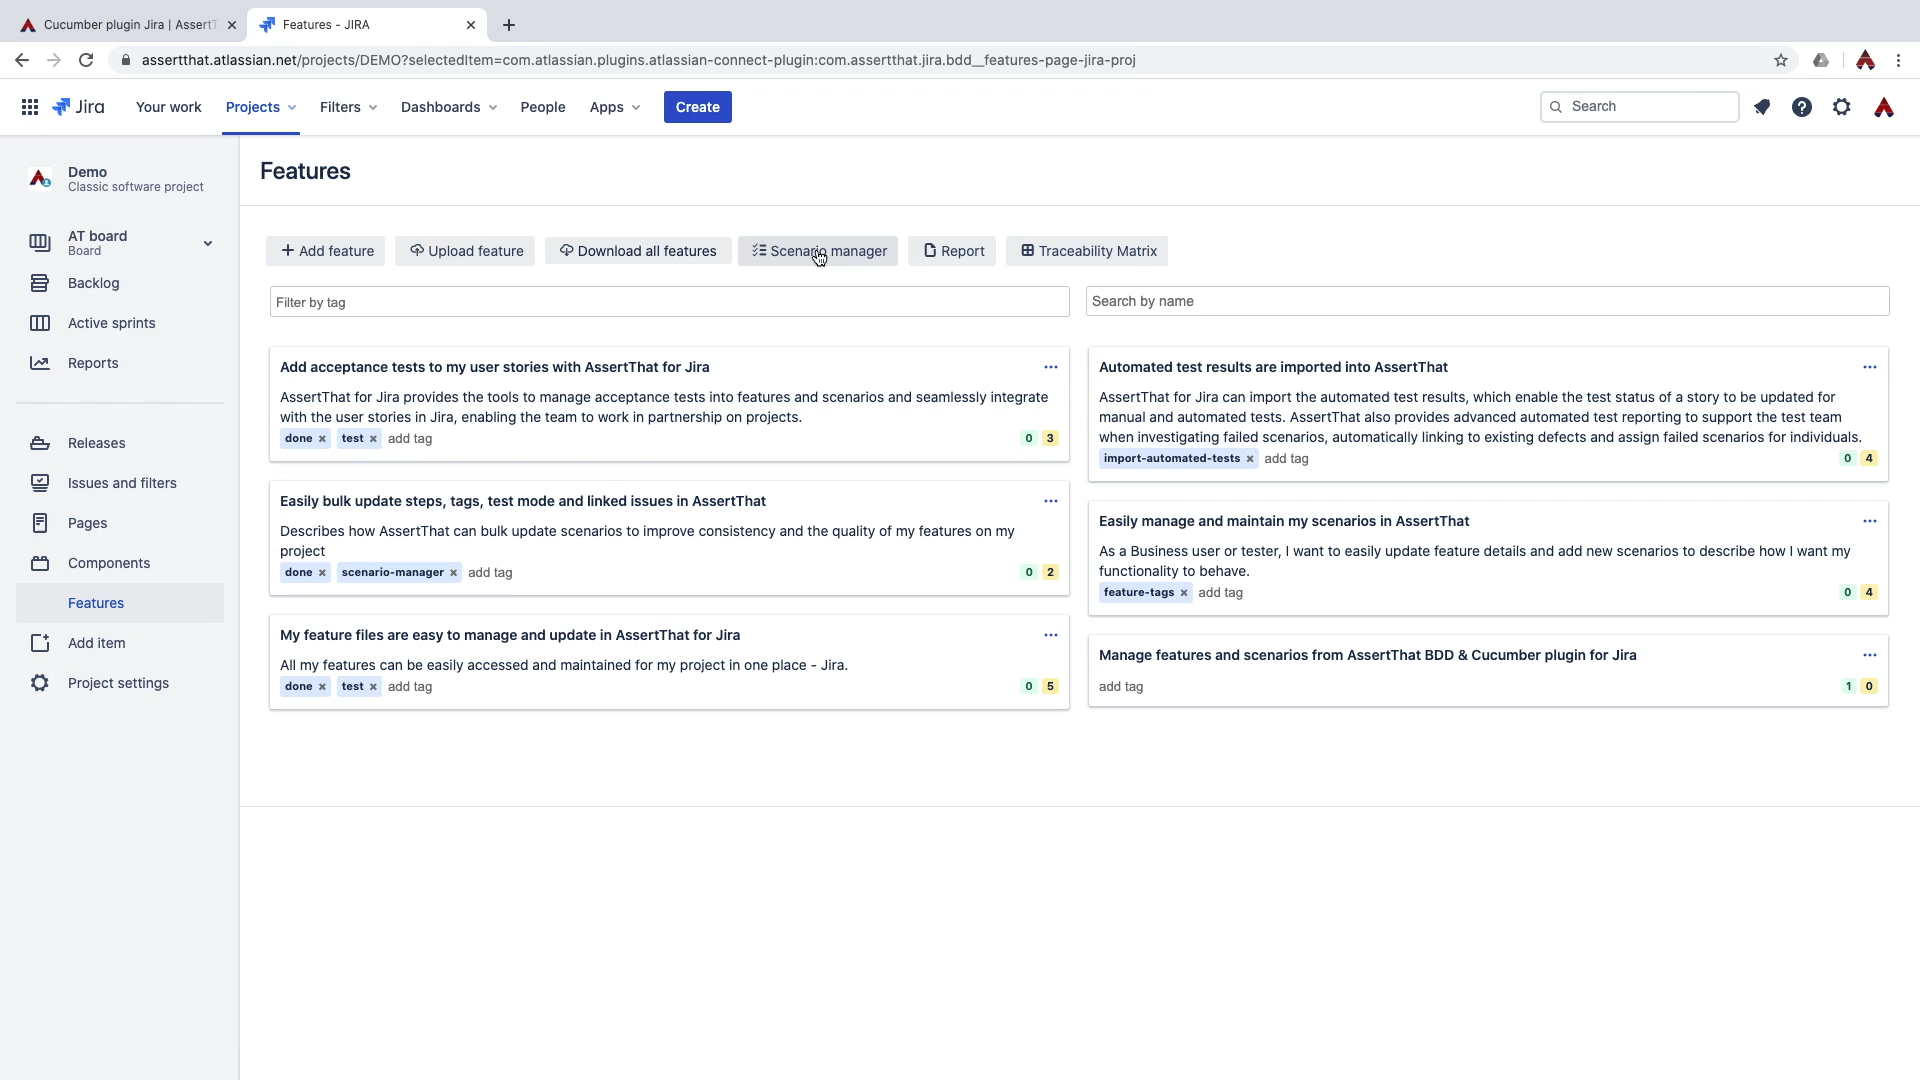 Cucumber plugin Jira | AssertT
Features - JIRA
assertthat.atlassian.net/projects/DEMO?selectedItem=com.atlassian.plugins.atlassian-connect-plugin:com.assertthat.jira.bdd__features-page-jira-proj
Jira
Your work
Projects
Filters
Dashboards
People
Apps
Create
Search
Demo
Classic software project
AT board
Board
Backlog
Active sprints
Reports
Releases
Issues and filters
Pages
Components
Features
Add item
Project settings
Features
+ Add feature
Upload feature
Download all features
Scenario manager
Report
Traceability Matrix
Filter by tag
Search by name
Add acceptance tests to my user stories with AssertThat for Jira
AssertThat for Jira provides the tools to manage acceptance tests into features and scenarios and seamlessly integrate
with the user stories in Jira, enabling the team to work in partnership on projects.
done × test × add tag
0 3
Easily bulk update steps, tags, test mode and linked issues in AssertThat
Describes how AssertThat can bulk update scenarios to improve consistency and the quality of my features on my
project
done × scenario-manager × add tag
0 2
My feature files are easy to manage and update in AssertThat for Jira
All my features can be easily accessed and maintained for my project in one place - Jira.
done × test × add tag
0 5
Automated test results are imported into AssertThat
AssertThat for Jira can import the automated test results, which enable the test status of a story to be updated for
manual and automated tests. AssertThat also provides advanced automated test reporting to support the test team
when investigating failed scenarios, automatically linking to existing defects and assign failed scenarios for individuals.
import-automated-tests × add tag
0 4
Easily manage and maintain my scenarios in AssertThat
As a Business user or tester, I want to easily update feature details and add new scenarios to describe how I want my
functionality to behave.
feature-tags × add tag
0 4
Manage features and scenarios from AssertThat BDD & Cucumber plugin for Jira
add tag
1 0